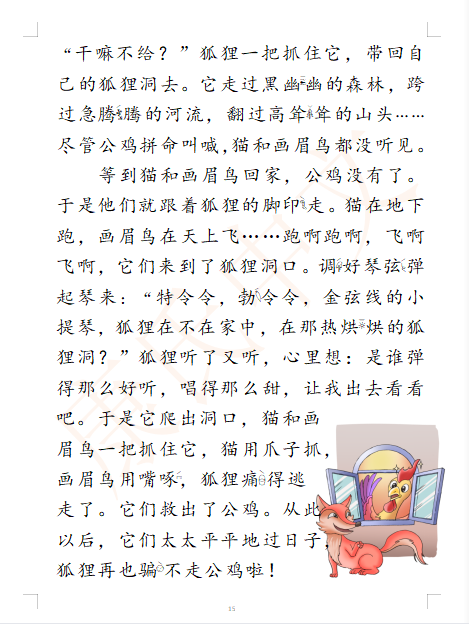 “干嘛不给？”狐狸一把抓住它，带回自
己的狐狸洞去。它走过黑幽幽的森林，跨
过急腾腾的河流，翻过高耸耸的山头……
尽管公鸡拼命叫喊，猫和画眉鸟都没听见。
等到猫和画眉鸟回家，公鸡没有了。
于是他们就跟着狐狸的脚印走。猫在地下
跑，画眉鸟在天上飞……跑啊跑啊，飞啊
飞啊，它们来到了狐狸洞口。调好琴弦弹
起琴来：“特令令，勃令令，金弦线的小
提琴，狐狸在不在家中，在那热烘烘的狐
狸洞？”狐狸听了又听，心里想：是谁弹
得那么好听，唱得那么甜，让我出去看看
吧。于是它爬出洞口，猫和画
眉鸟一把抓住它，猫用爪子抓，
画眉鸟用嘴啄，狐狸痛得逃
走了。它们救出了公鸡。从此
以后，它们太太平平地过日子，
狐狸再也骗不走公鸡啦！
15